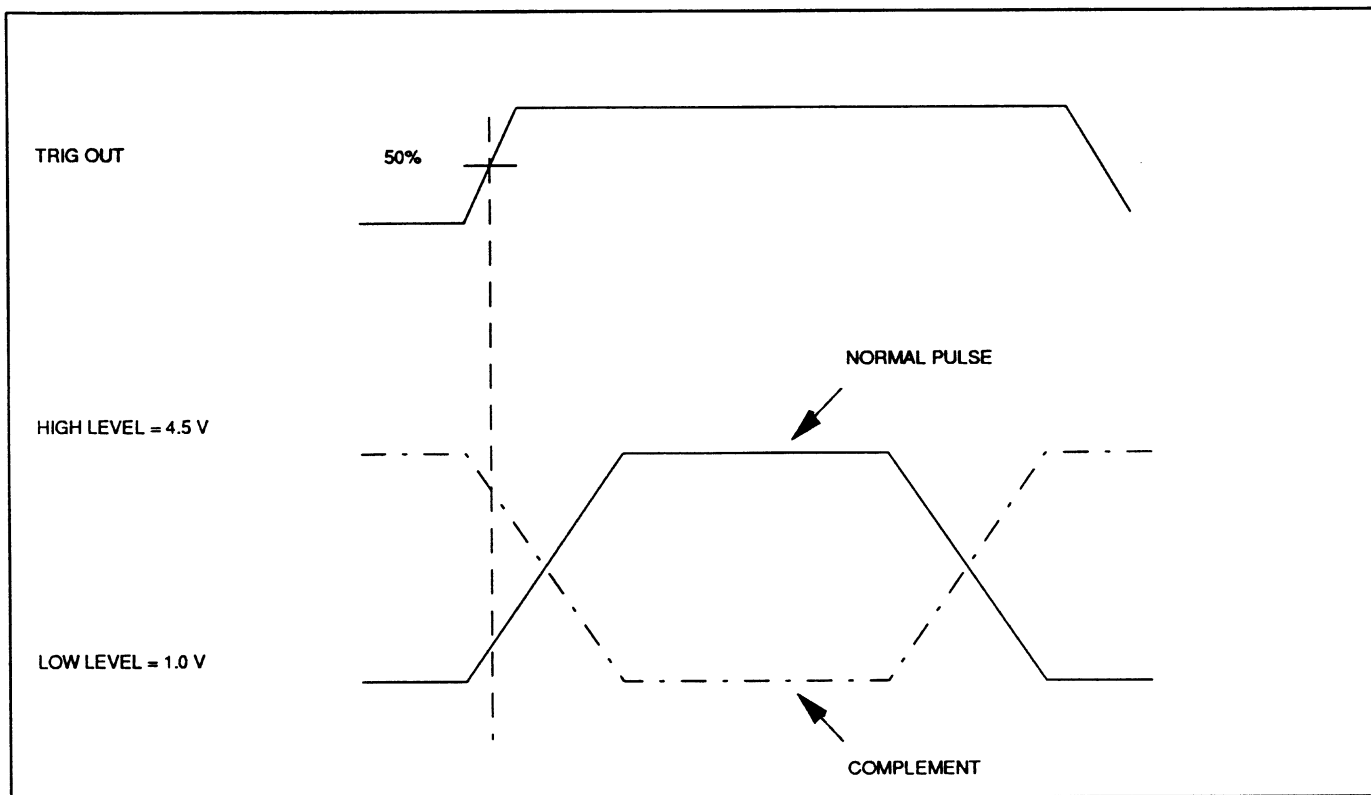 TRIG OUT
50%
NORMAL PULSE
HIGH LEVEL = 4.5 V
LOW LEVEL = 1.0 V
COMPLEMENT